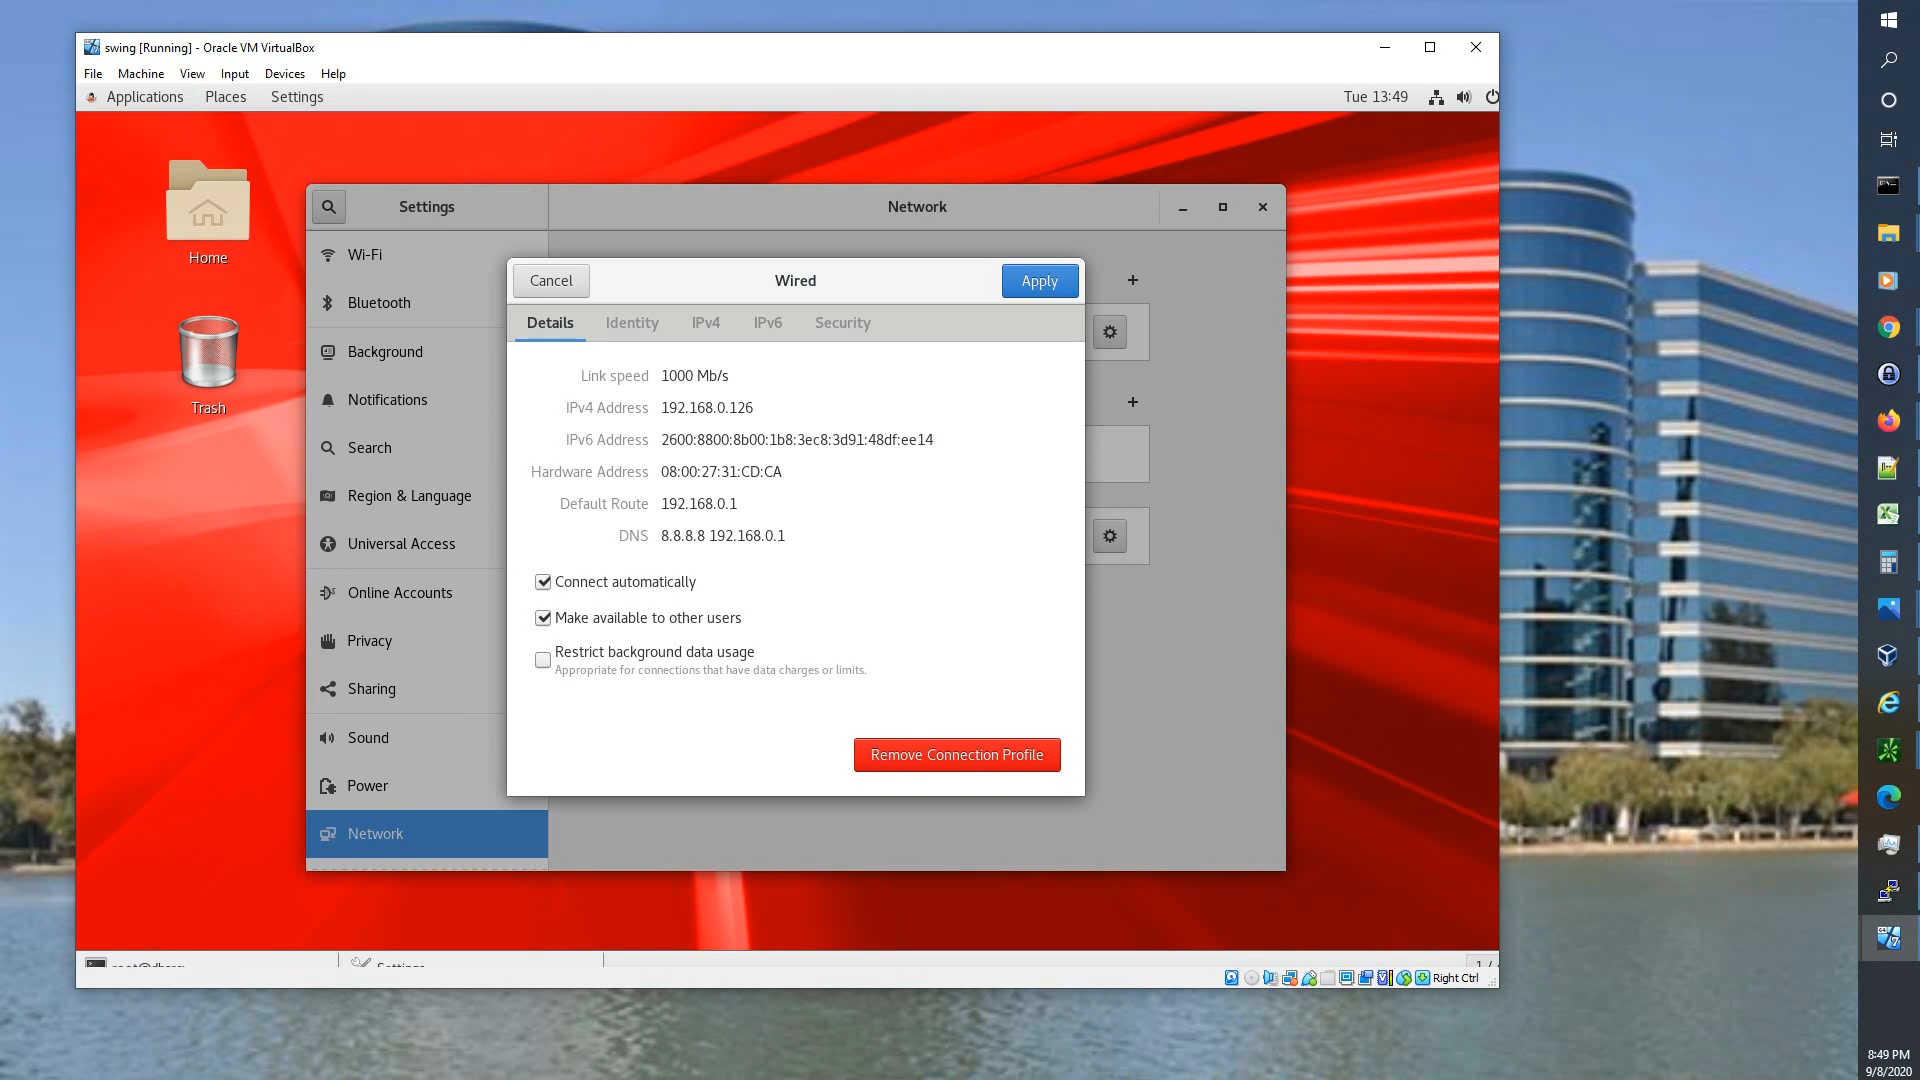 swing [Running] - Oracle VM VirtualBox
File Machine View Input Devices Help
Applications Places Settings Tue 13:49
Home
Trash
Settings Network
Wi-Fi
Bluetooth
Background
Notifications
Search
Region & Language
Universal Access
Online Accounts
Privacy
Sharing
Sound
Power
Network
Cancel Wired Apply
Details Identity IPv4 IPv6 Security
Link speed 1000 Mb/s
IPv4 Address 192.168.0.126
IPv6 Address 2600:8800:8b00:1b8:3ec8:3d91:48df:ee14
Hardware Address 08:00:27:31:CD:CA
Default Route 192.168.0.1
DNS 8.8.8.8 192.168.0.1
Connect automatically
Make available to other users
Restrict background data usage
Appropriate for connections that have data charges or limits.
Remove Connection Profile
Settings
Right Ctrl
8:49 PM
9/8/2020